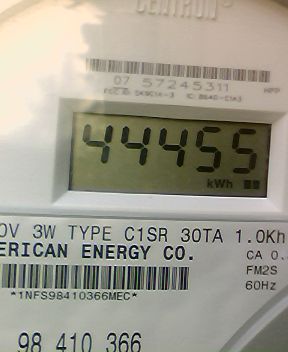 CENTRON
07 57245311
44455
kWh
0V 3W TYPE C1SR 30TA 1.0Kh
ERICAN ENERGY CO.
CA 0.
FM2S
*1NFS98410366MEC*
60Hz
98 410 366